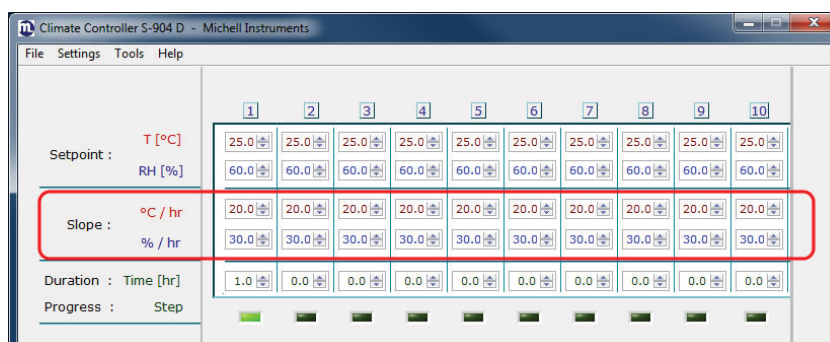 Climate Controller S-904 D - Michell Instruments
File Settings Tools Help
1 2 3 4 5 6 7 8 9 10
Setpoint :
T [°C] 25.0 25.0 25.0 25.0 25.0 25.0 25.0 25.0 25.0 25.0
RH [%] 60.0 60.0 60.0 60.0 60.0 60.0 60.0 60.0 60.0 60.0
Slope :
°C / hr 20.0 20.0 20.0 20.0 20.0 20.0 20.0 20.0 20.0 20.0
% / hr 30.0 30.0 30.0 30.0 30.0 30.0 30.0 30.0 30.0 30.0
Duration : Time [hr] 1.0 0.0 0.0 0.0 0.0 0.0 0.0 0.0 0.0 0.0
Progress : Step